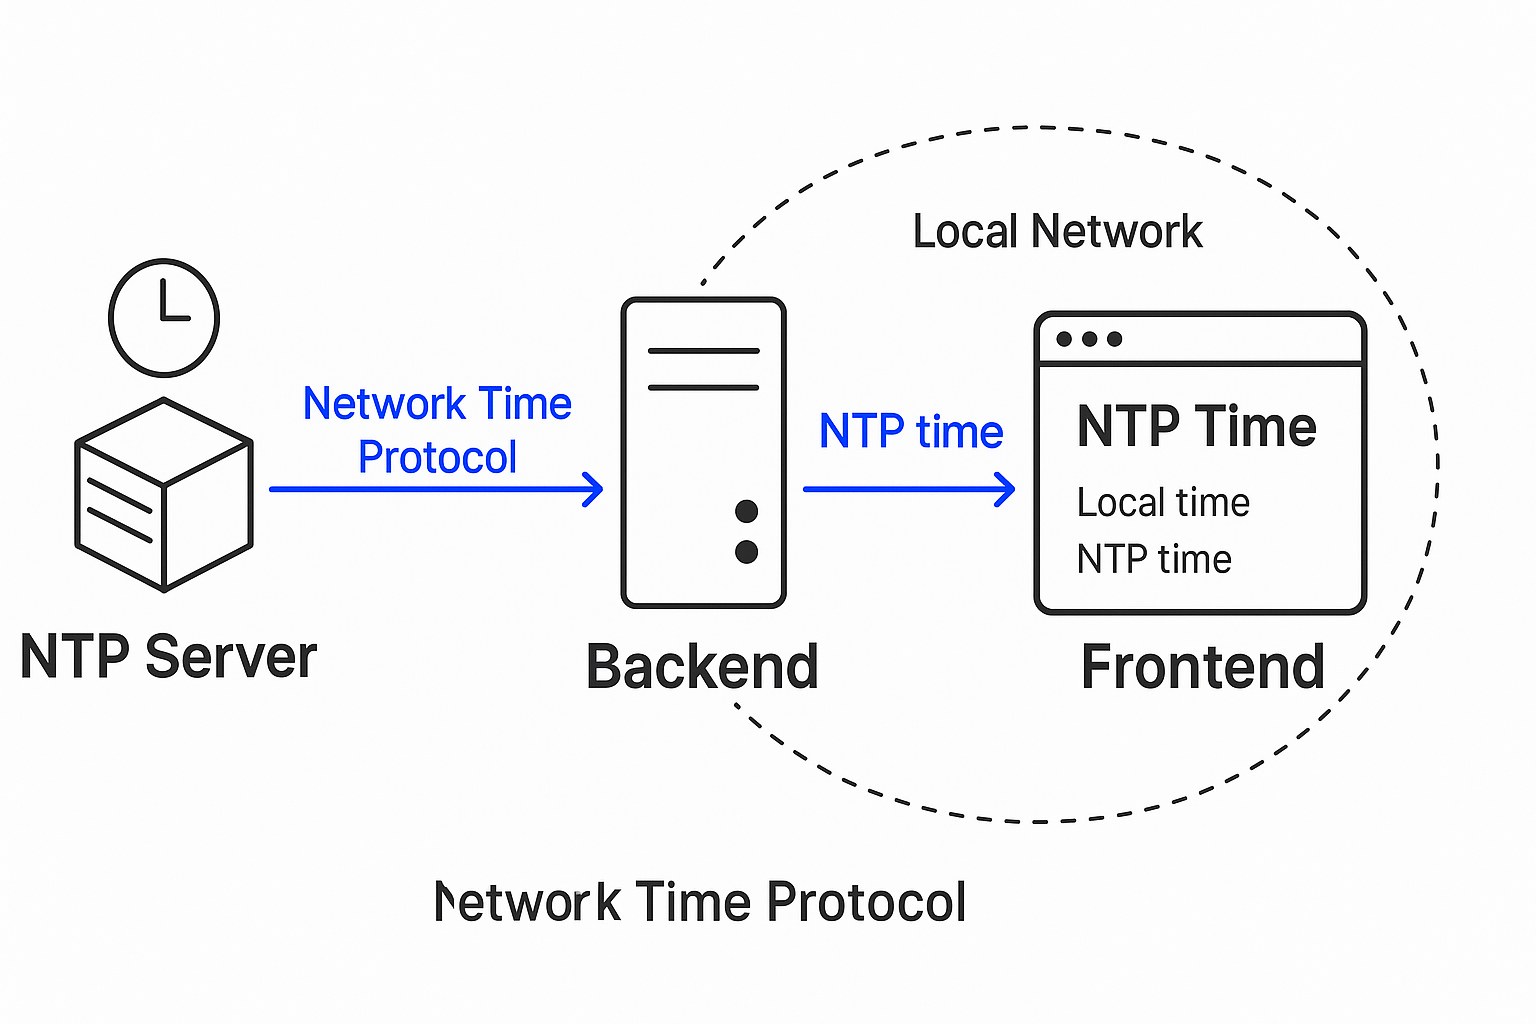 Local Network
Network Time
Protocol
NTP time
NTP Time
Local time
NTP time
NTP Server
Backend
Frontend
Network Time Protocol